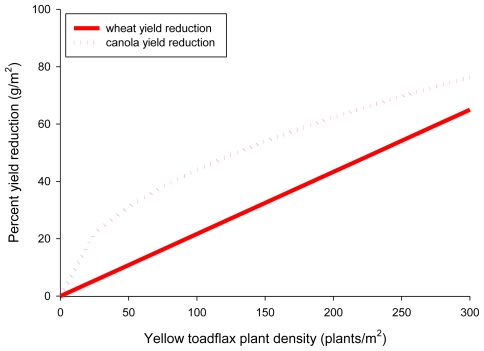 100
wheat yield reduction
canola yield reduction
80
60
40
20
0
Percent yield reduction (g/m²)
0 50 100 150 200 250 300
Yellow toadflax plant density (plants/m²)